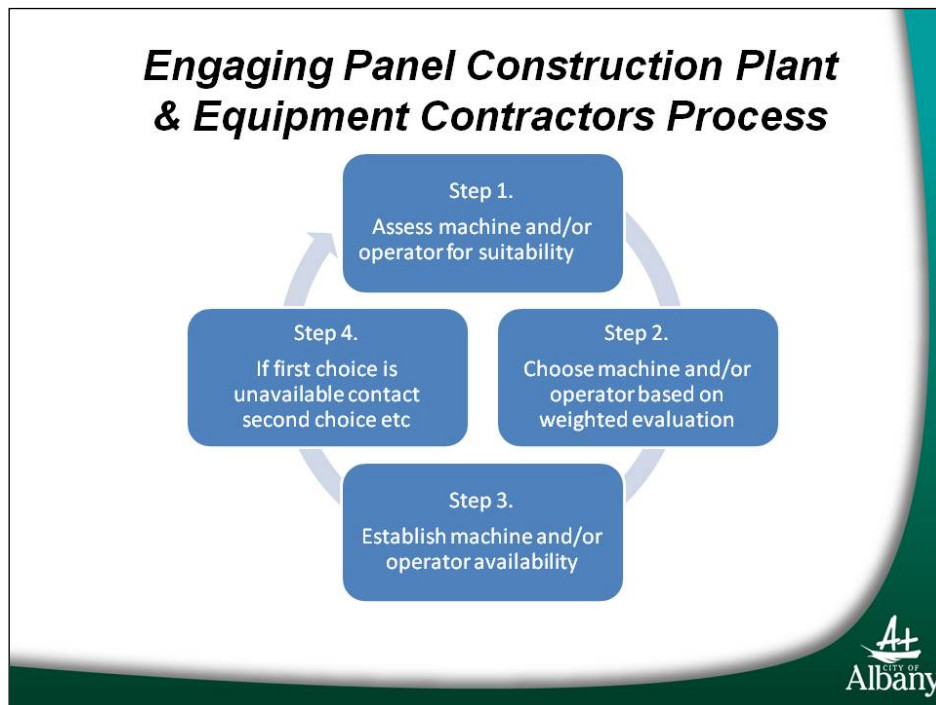 Engaging Panel Construction Plant
& Equipment Contractors Process
Step 1.
Assess machine and/or
operator for suitability
Step 2.
Choose machine and/or
operator based on
weighted evaluation
Step 3.
Establish machine and/or
operator availability
Step 4.
If first choice is
unavailable contact
second choice etc
A+
CITY OF
Albany